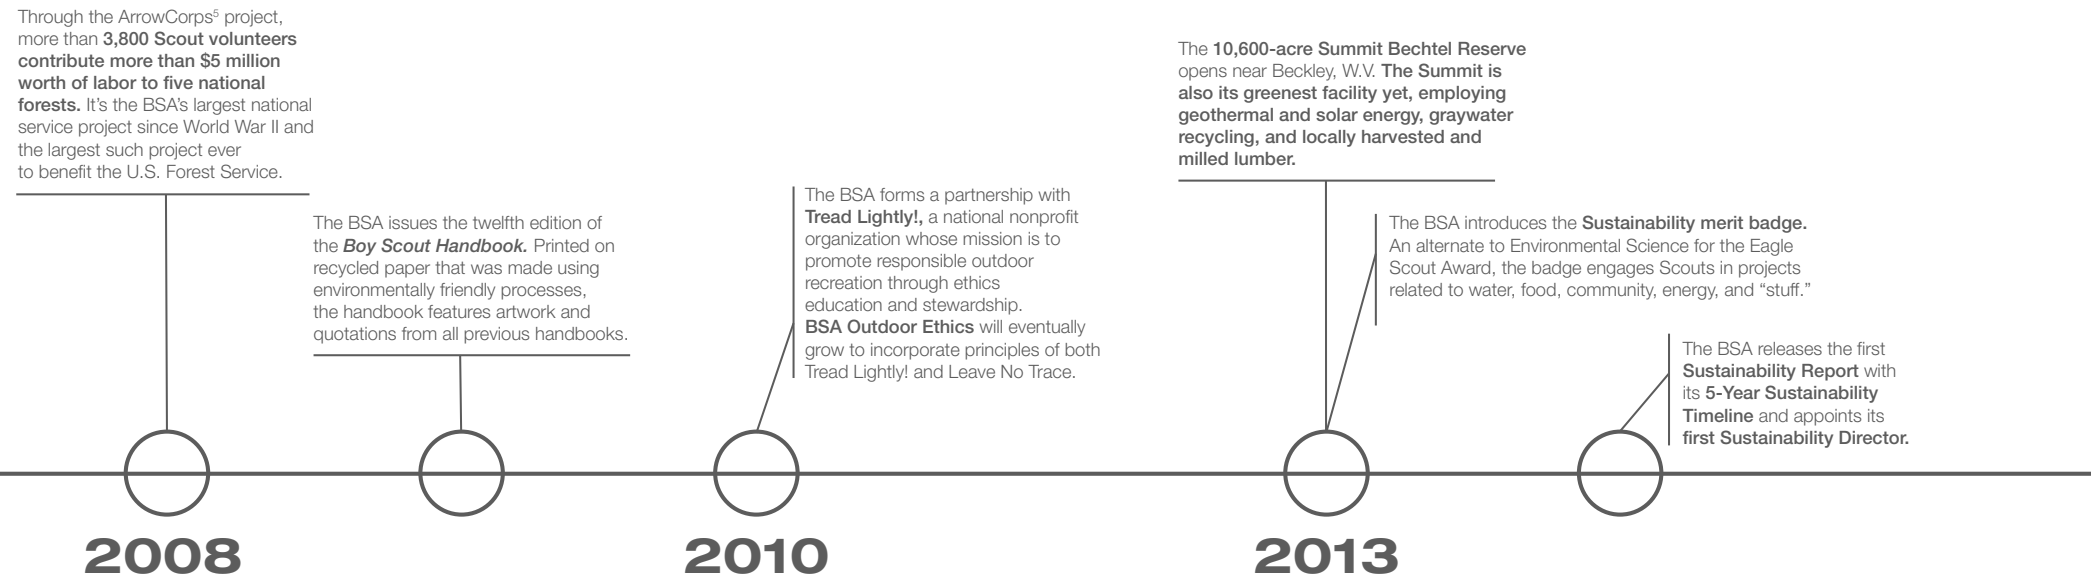 Through the ArrowCorps⁵ project,
more than 3,800 Scout volunteers
contribute more than $5 million
worth of labor to five national
forests. It’s the BSA’s largest national
service project since World War II and
the largest such project ever
to benefit the U.S. Forest Service.
The BSA issues the twelfth edition of
the Boy Scout Handbook. Printed on
recycled paper that was made using
environmentally friendly processes,
the handbook features artwork and
quotations from all previous handbooks.
The BSA forms a partnership with
Tread Lightly!, a national nonprofit
organization whose mission is to
promote responsible outdoor
recreation through ethics
education and stewardship.
BSA Outdoor Ethics will eventually
grow to incorporate principles of both
Tread Lightly! and Leave No Trace.
The 10,600-acre Summit Bechtel Reserve
opens near Beckley, W.V. The Summit is
also its greenest facility yet, employing
geothermal and solar energy, graywater
recycling, and locally harvested and
milled lumber.
The BSA introduces the Sustainability merit badge.
An alternate to Environmental Science for the Eagle
Scout Award, the badge engages Scouts in projects
related to water, food, community, energy, and “stuff.”
The BSA releases the first
Sustainability Report with
its 5-Year Sustainability
Timeline and appoints its
first Sustainability Director.
2008
2010
2013